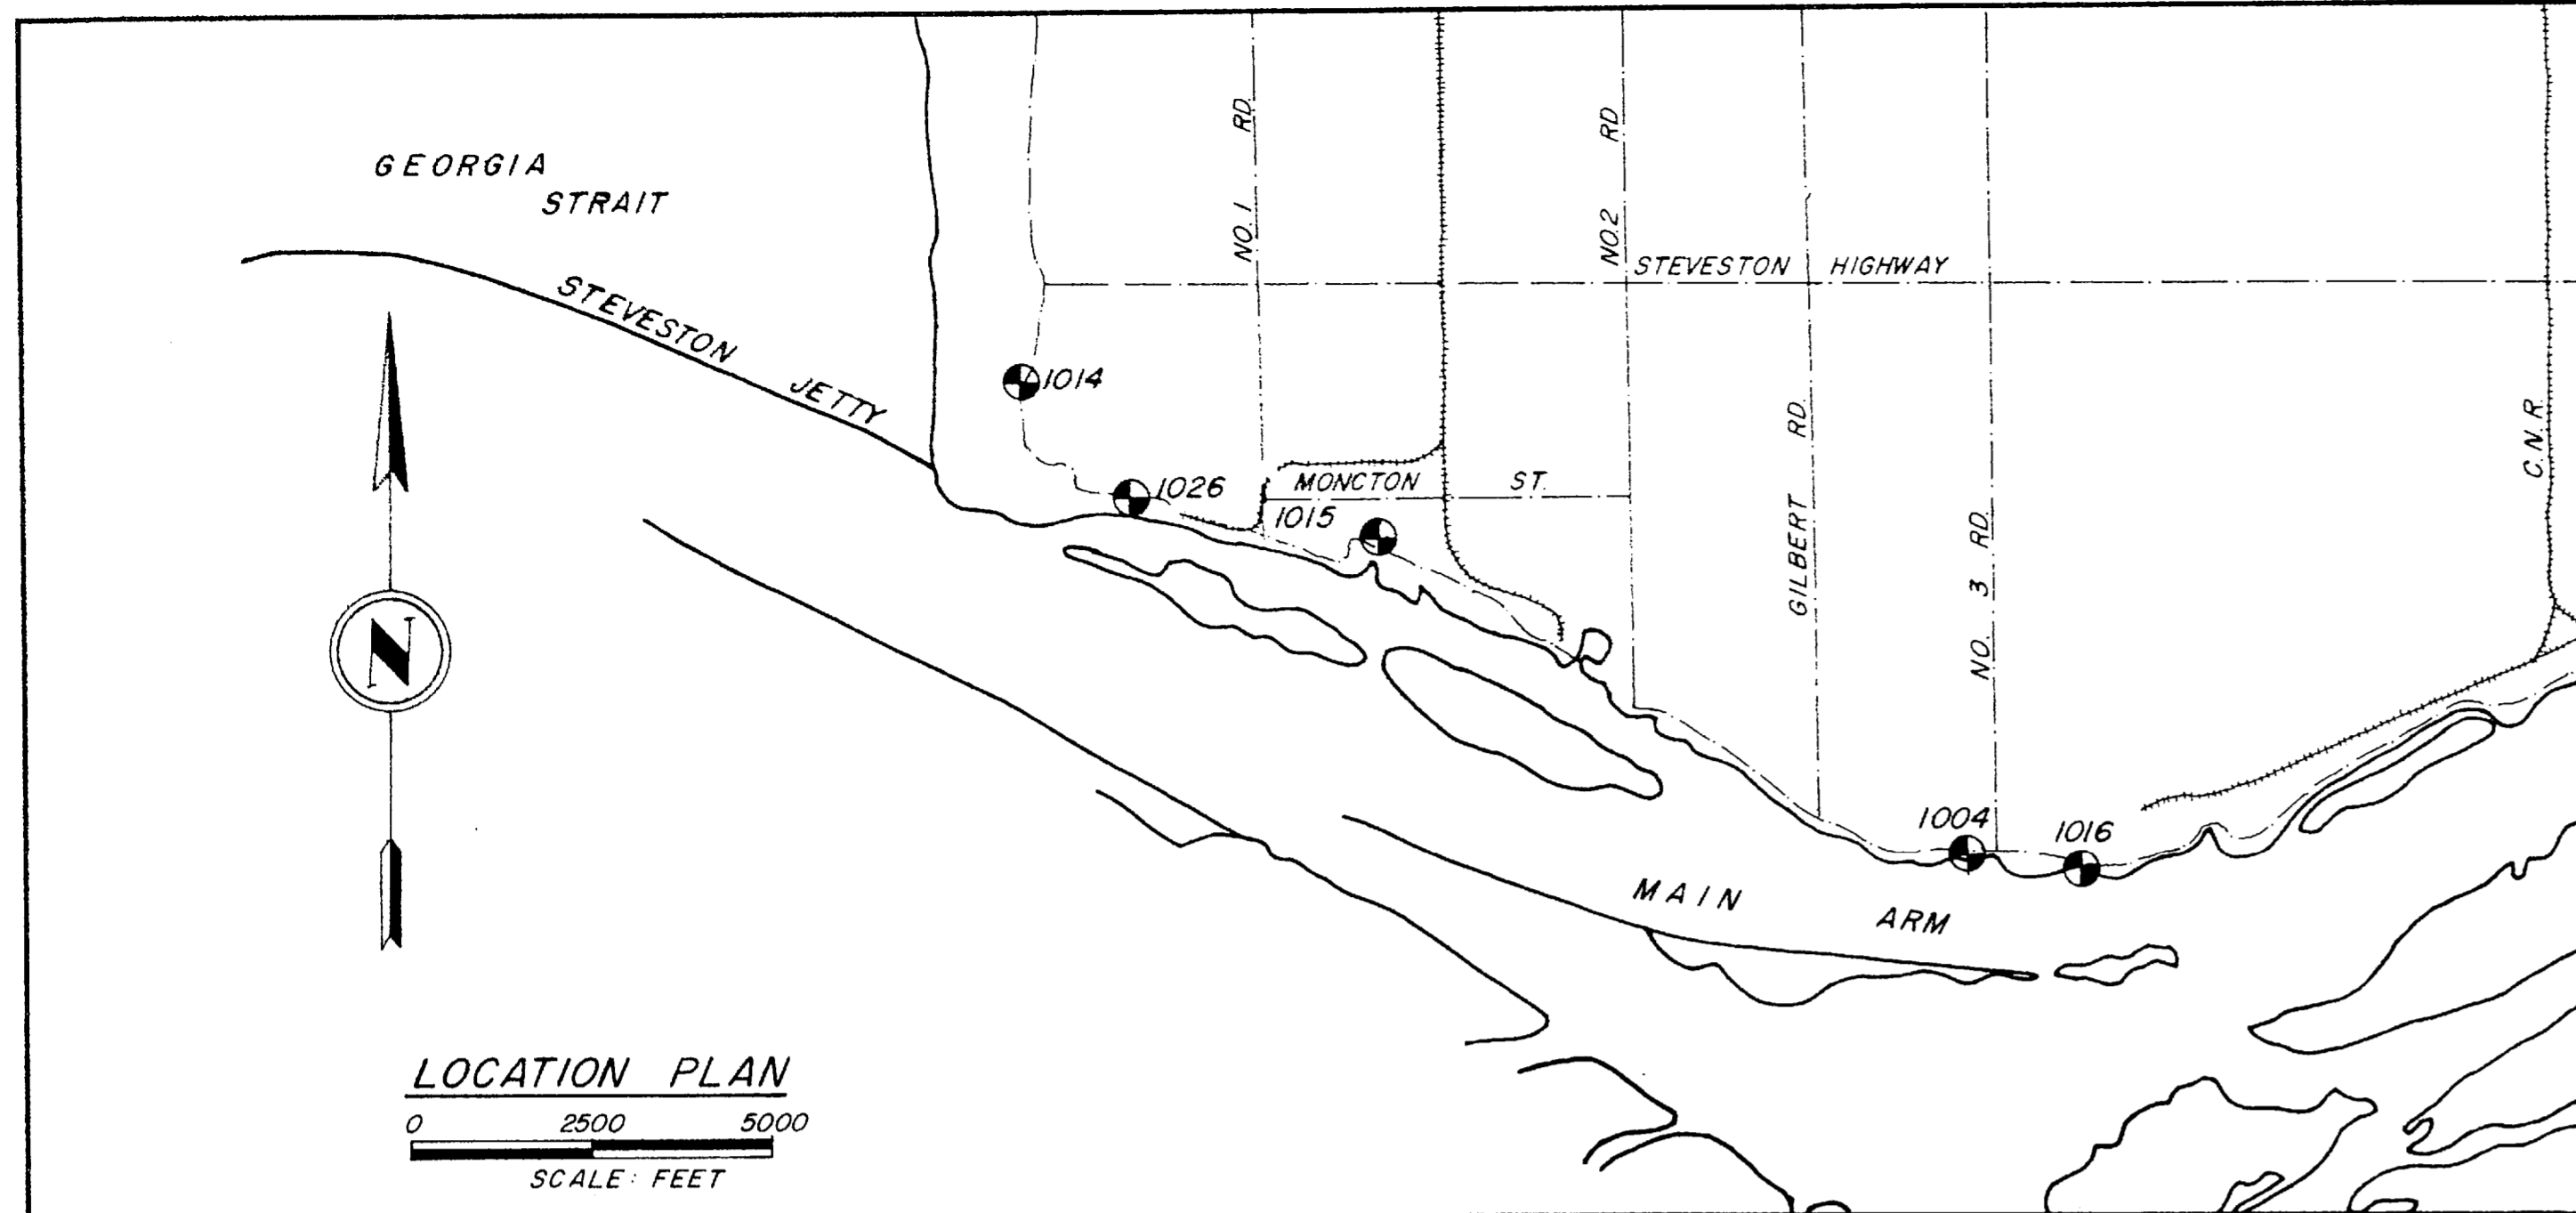 GEORGIA
STRAIT
STEVESTON JETTY
NO. 1 RD.
NO. 2 RD
STEVESTON HIGHWAY
1014
1026
MONCTON ST.
1015
GILBERT RD.
NO. 3 RD.
C.N.R.
N
1004
1016
MAIN ARM
LOCATION PLAN
0 2500 5000
SCALE: FEET